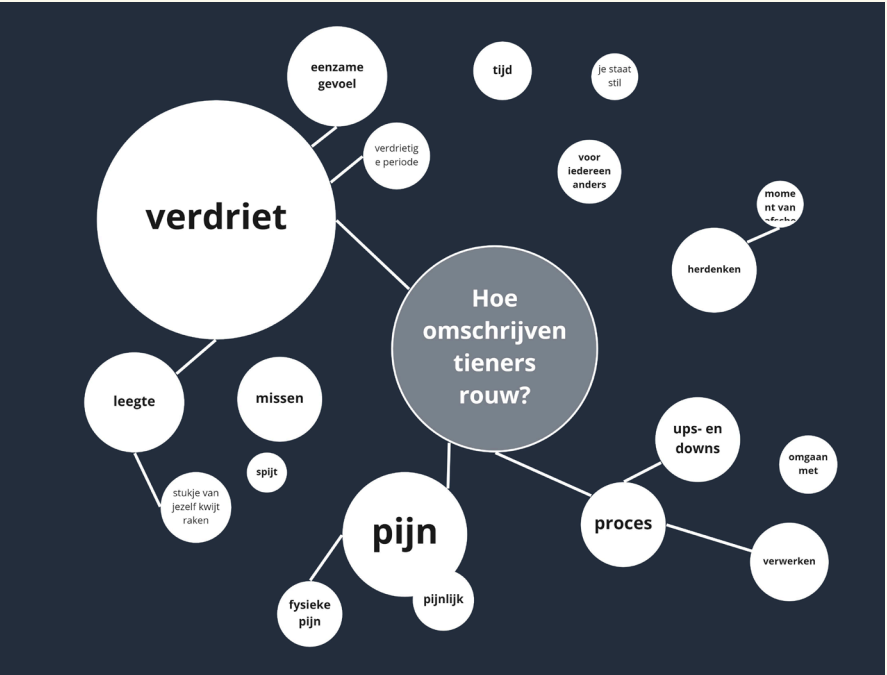 eenzame
gevoel
tijd
je staat
stil
verdrietig
e periode
voor
iedereen
anders
mome
nt van
verdriet
herdenken
Hoe
omschrijven
tieners
rouw?
leegte
missen
ups- en
downs
omgaan
met
spijt
stukje van
jezelf kwijt
raken
pijn
proces
verwerken
fysieke
pijn
pijnlijk